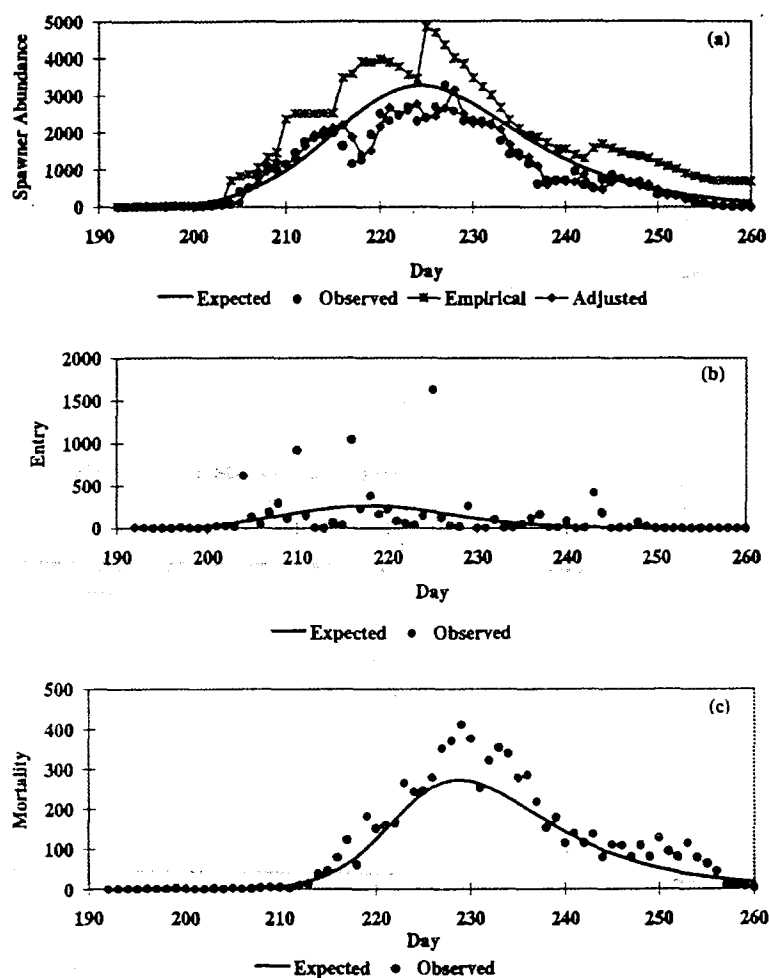 (a)
Spawner Abundance
5000
4000
3000
2000
1000
0
190 200 210 220 230 240 250 260
Day
Expected Observed Empirical Adjusted
(b)
Entry
2000
1500
1000
500
0
190 200 210 220 230 240 250 260
Day
Expected Observed
(c)
Mortality
500
400
300
200
100
0
190 200 210 220 230 240 250 260
Day
Expected Observed